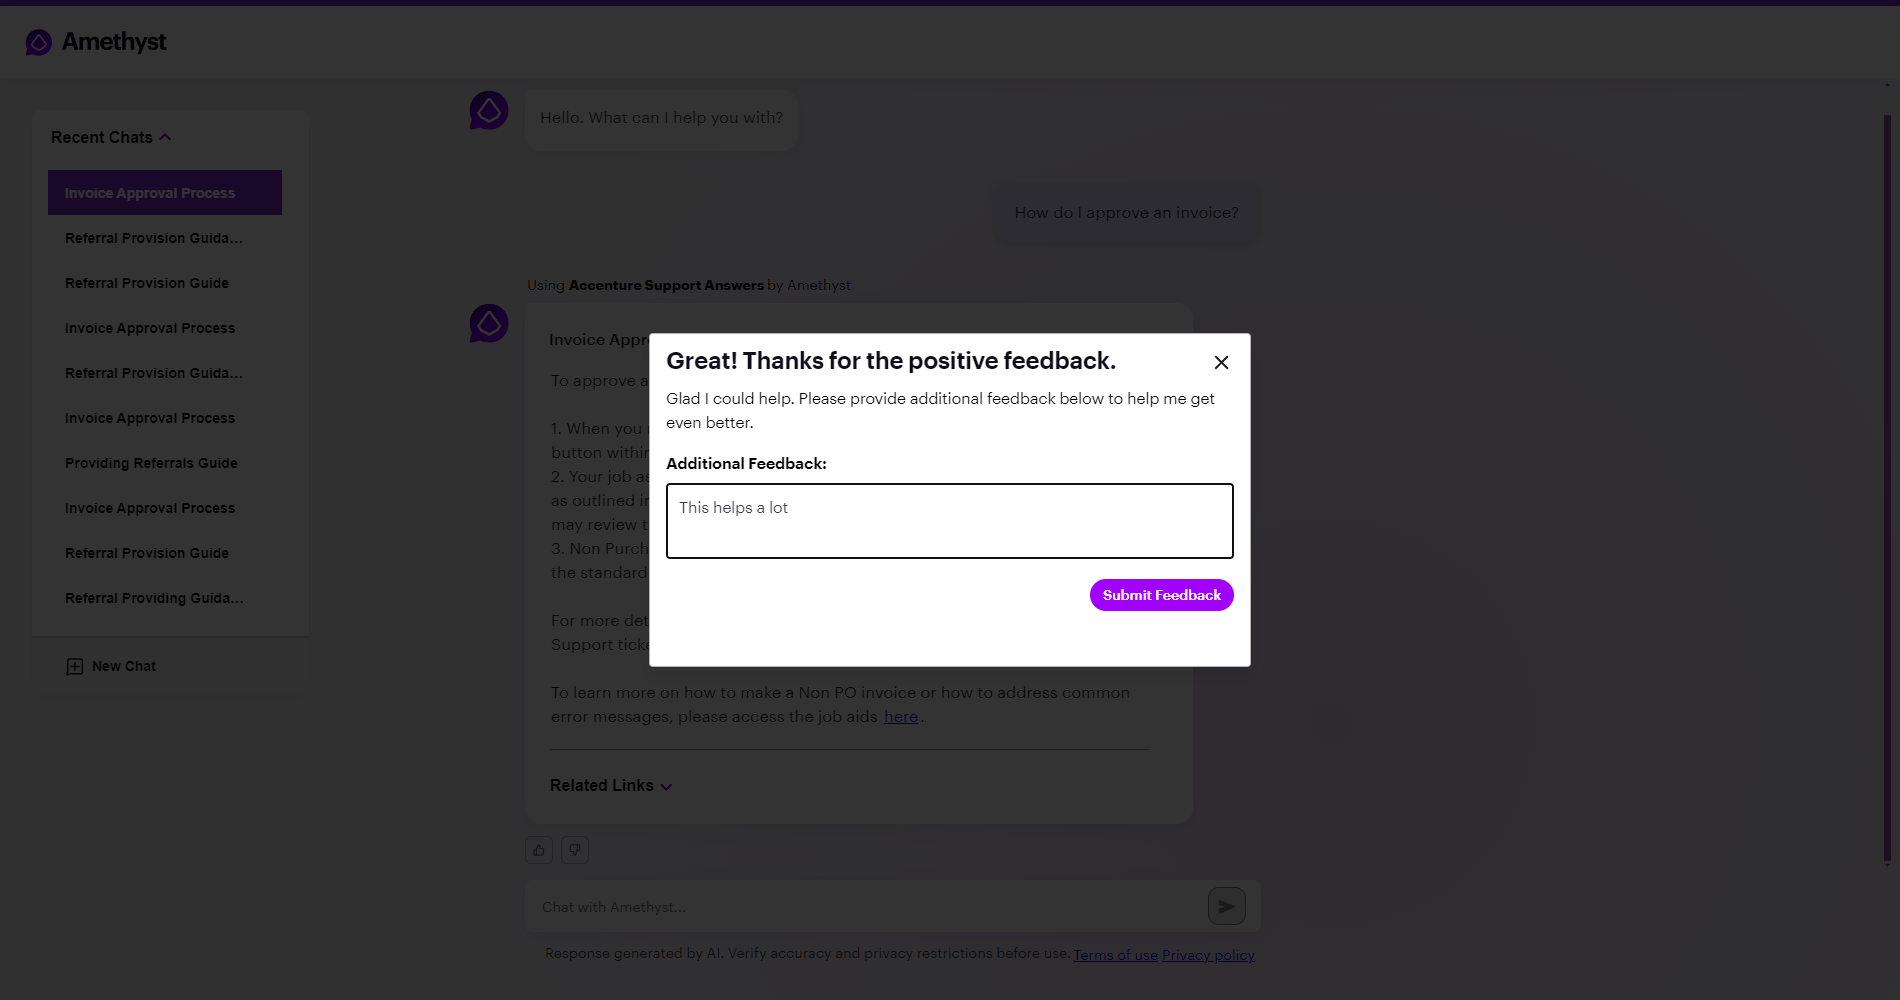 Amethyst
Recent Chats
Invoice Approval Process
Referral Provision Guida...
Referral Provision Guide
Invoice Approval Process
Referral Provision Guida...
Invoice Approval Process
Providing Referrals Guide
Invoice Approval Process
Referral Provision Guide
Referral Providing Guida...
New Chat
Hello. What can I help you with?
How do I approve an invoice?
Using Accenture Support Answers by Amethyst
Invoice Appr
To approve a
1. When you
button within
2. Your job a
as outlined i
may review t
3. Non Purch
the standard
For more det
Support ticke
To learn more on how to make a Non PO invoice or how to address common
error messages, please access the job aids here.
Related Links
Great! Thanks for the positive feedback.
Glad I could help. Please provide additional feedback below to help me get
even better.
Additional Feedback:
This helps a lot
Submit Feedback
Chat with Amethyst...
Response generated by AI. Verify accuracy and privacy restrictions before use. Terms of use Privacy policy